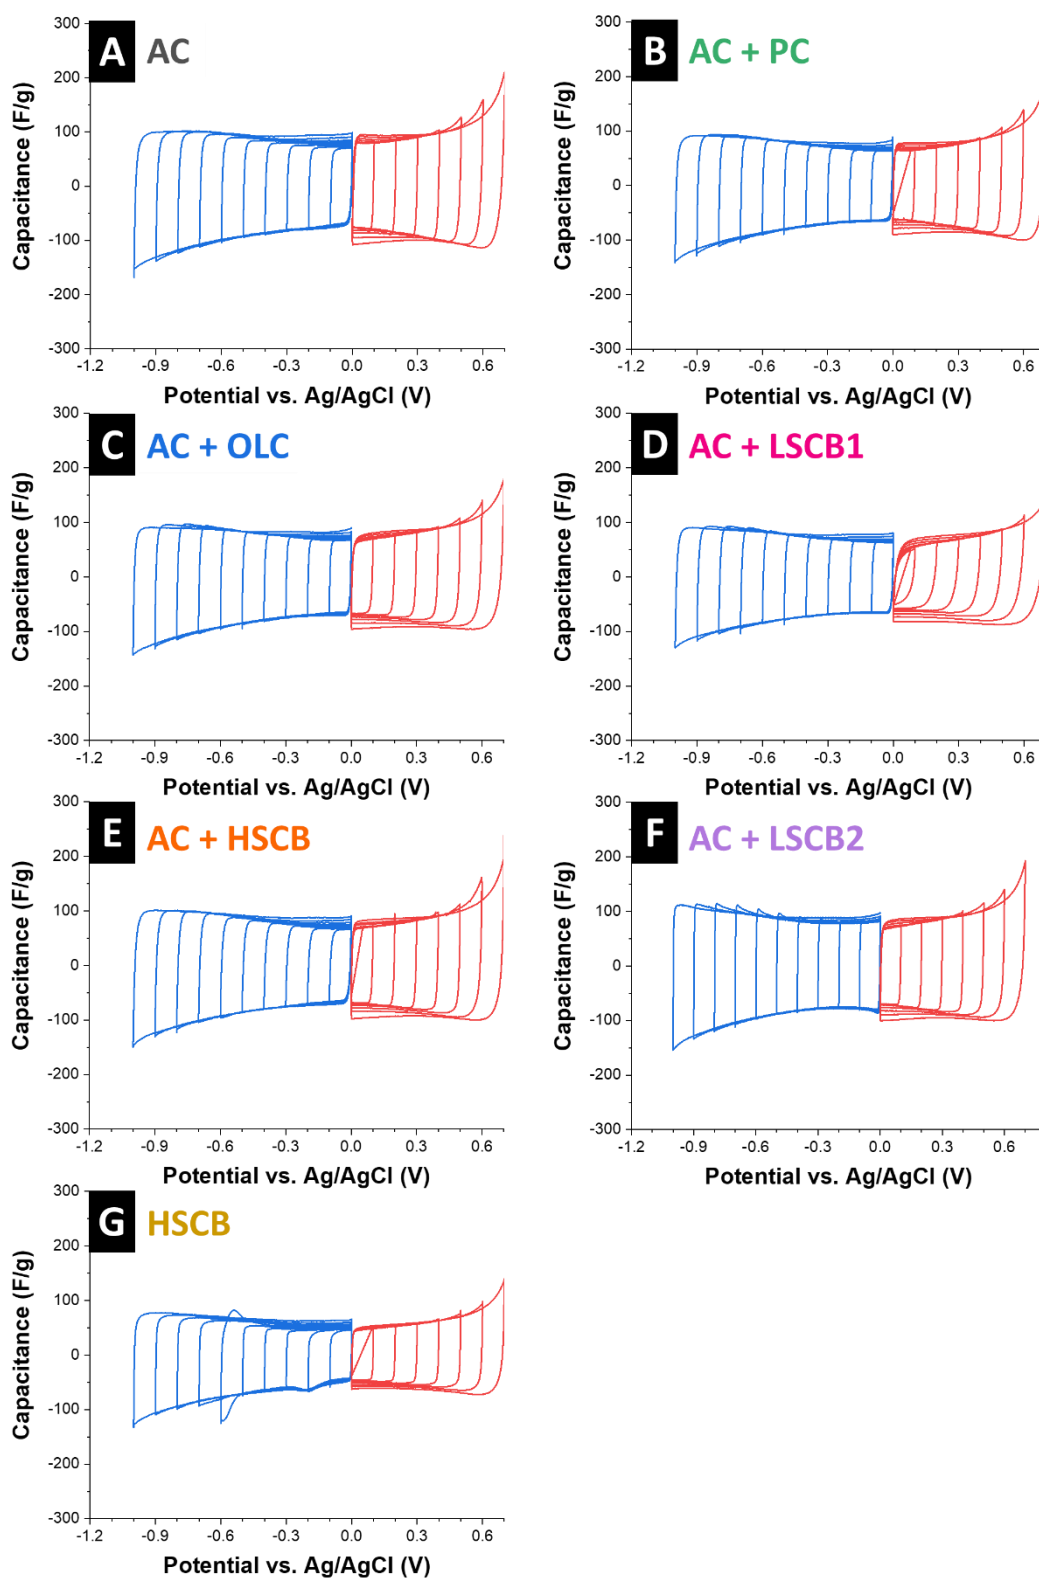 A AC
Capacitance (F/g)
300
200
100
0
-100
-200
-300
-1.2 -0.9 -0.6 -0.3 0.0 0.3 0.6
Potential vs. Ag/AgCl (V)
B AC + PC
Capacitance (F/g)
300
200
100
0
-100
-200
-300
-1.2 -0.9 -0.6 -0.3 0.0 0.3 0.6
Potential vs. Ag/AgCl (V)
C AC + OLC
Capacitance (F/g)
300
200
100
0
-100
-200
-300
-1.2 -0.9 -0.6 -0.3 0.0 0.3 0.6
Potential vs. Ag/AgCl (V)
D AC + LSCB1
Capacitance (F/g)
300
200
100
0
-100
-200
-300
-1.2 -0.9 -0.6 -0.3 0.0 0.3 0.6
Potential vs. Ag/AgCl (V)
E AC + HSCB
Capacitance (F/g)
300
200
100
0
-100
-200
-300
-1.2 -0.9 -0.6 -0.3 0.0 0.3 0.6
Potential vs. Ag/AgCl (V)
F AC + LSCB2
Capacitance (F/g)
300
200
100
0
-100
-200
-300
-1.2 -0.9 -0.6 -0.3 0.0 0.3 0.6
Potential vs. Ag/AgCl (V)
G HSCB
Capacitance (F/g)
300
200
100
0
-100
-200
-300
-1.2 -0.9 -0.6 -0.3 0.0 0.3 0.6
Potential vs. Ag/AgCl (V)